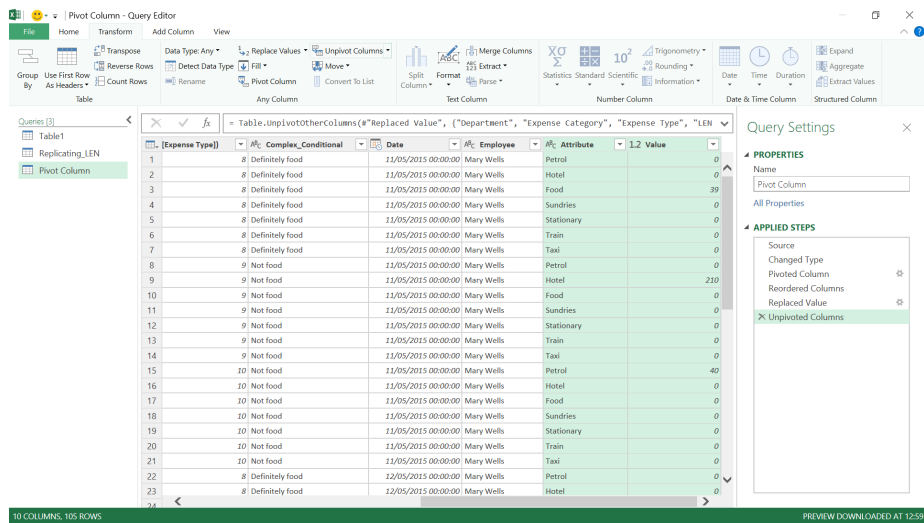 Pivot Column - Query Editor
File Home Transform Add Column View
Group By
Use First Row As Headers
Transpose
Reverse Rows
Count Rows
Table
Data Type: Any
Detect Data Type
Rename
Replace Values
Fill
Pivot Column
Unpivot Columns
Move
Convert To List
Any Column
Split Column
Format
Merge Columns
Extract
Parse
Text Column
Statistics Standard Scientific
Trigonometry
Rounding
Information
Number Column
Date Time Duration
Date & Time Column
Expand
Aggregate
Extract Values
Structured Column
Queries [3]
Table1
Replicating_LEN
Pivot Column
= Table.UnpivotOtherColumns(#"Replaced Value", {"Department", "Expense Category", "Expense Type", "LEN
[Expense Type]) Complex_Conditional Date Employee Attribute 1.2 Value
1 8 Definitely food 11/05/2015 00:00:00 Mary Wells Petrol 0
2 8 Definitely food 11/05/2015 00:00:00 Mary Wells Hotel 0
3 8 Definitely food 11/05/2015 00:00:00 Mary Wells Food 39
4 8 Definitely food 11/05/2015 00:00:00 Mary Wells Sundries 0
5 8 Definitely food 11/05/2015 00:00:00 Mary Wells Stationary 0
6 8 Definitely food 11/05/2015 00:00:00 Mary Wells Train 0
7 8 Definitely food 11/05/2015 00:00:00 Mary Wells Taxi 0
8 9 Not food 11/05/2015 00:00:00 Mary Wells Petrol 0
9 9 Not food 11/05/2015 00:00:00 Mary Wells Hotel 210
10 9 Not food 11/05/2015 00:00:00 Mary Wells Food 0
11 9 Not food 11/05/2015 00:00:00 Mary Wells Sundries 0
12 9 Not food 11/05/2015 00:00:00 Mary Wells Stationary 0
13 9 Not food 11/05/2015 00:00:00 Mary Wells Train 0
14 9 Not food 11/05/2015 00:00:00 Mary Wells Taxi 0
15 10 Not food 11/05/2015 00:00:00 Mary Wells Petrol 40
16 10 Not food 11/05/2015 00:00:00 Mary Wells Hotel 0
17 10 Not food 11/05/2015 00:00:00 Mary Wells Food 0
18 10 Not food 11/05/2015 00:00:00 Mary Wells Sundries 0
19 10 Not food 11/05/2015 00:00:00 Mary Wells Stationary 0
20 10 Not food 11/05/2015 00:00:00 Mary Wells Train 0
21 10 Not food 11/05/2015 00:00:00 Mary Wells Taxi 0
22 8 Definitely food 12/05/2015 00:00:00 Mary Wells Petrol 0
23 8 Definitely food 12/05/2015 00:00:00 Mary Wells Hotel 0
24
Query Settings
PROPERTIES
Name
Pivot Column
All Properties
APPLIED STEPS
Source
Changed Type
Pivoted Column
Reordered Columns
Replaced Value
Unpivoted Columns
10 COLUMNS, 105 ROWS
PREVIEW DOWNLOADED AT 12:59